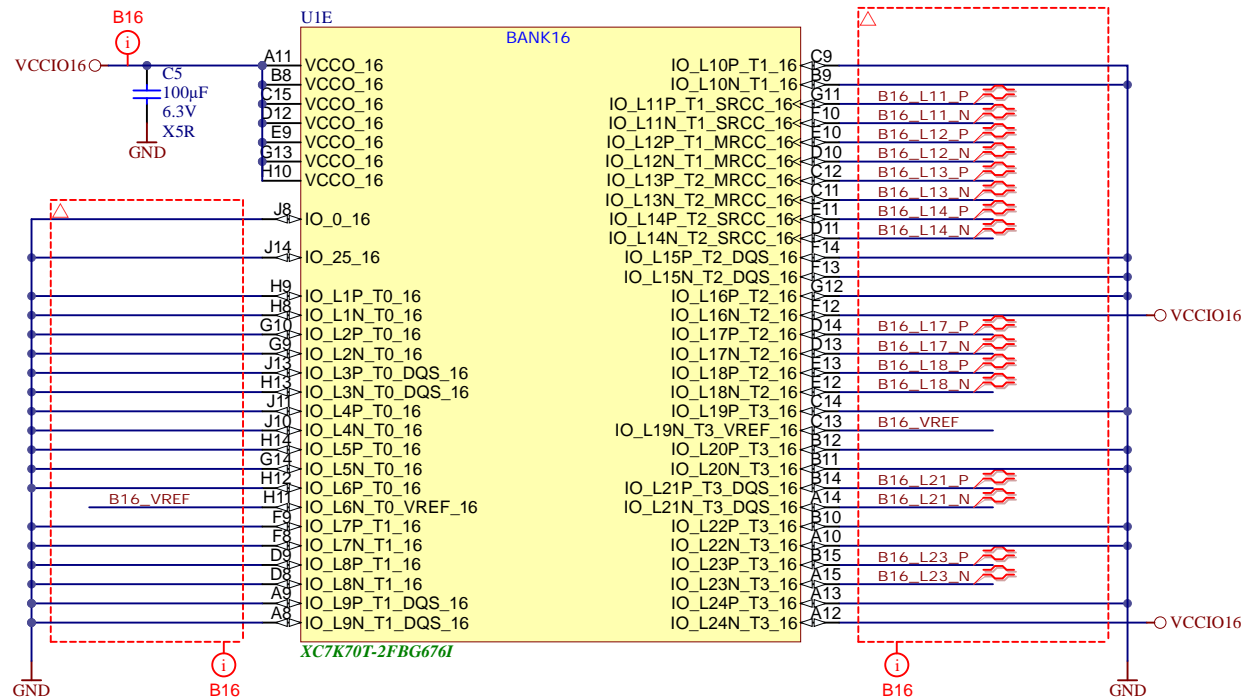 B16
U1E
BANK16
i
VCCIO16
A11 VCCO_16
B8 VCCO_16
C15 VCCO_16
D12 VCCO_16
E9 VCCO_16
G13 VCCO_16
H10 VCCO_16
C5
100µF
6.3V
X5R
GND
J8 IO_0_16
J14 IO_25_16
H9 IO_L1P_T0_16
H8 IO_L1N_T0_16
G10 IO_L2P_T0_16
G9 IO_L2N_T0_16
J13 IO_L3P_T0_DQS_16
H13 IO_L3N_T0_DQS_16
J11 IO_L4P_T0_16
J10 IO_L4N_T0_16
H14 IO_L5P_T0_16
G14 IO_L5N_T0_16
H12 IO_L6P_T0_16
B16_VREF H11 IO_L6N_T0_VREF_16
F9 IO_L7P_T1_16
F8 IO_L7N_T1_16
D9 IO_L8P_T1_16
D8 IO_L8N_T1_16
A9 IO_L9P_T1_DQS_16
A8 IO_L9N_T1_DQS_16
IO_L10P_T1_16 C9
IO_L10N_T1_16 B9
IO_L11P_T1_SRCC_16 G11 B16_L11_P
IO_L11N_T1_SRCC_16 F10 B16_L11_N
IO_L12P_T1_MRCC_16 E10 B16_L12_P
IO_L12N_T1_MRCC_16 D10 B16_L12_N
IO_L13P_T2_MRCC_16 C12 B16_L13_P
IO_L13N_T2_MRCC_16 C11 B16_L13_N
IO_L14P_T2_SRCC_16 E11 B16_L14_P
IO_L14N_T2_SRCC_16 D11 B16_L14_N
IO_L15P_T2_DQS_16 F14
IO_L15N_T2_DQS_16 F13
IO_L16P_T2_16 G12
IO_L16N_T2_16 F12 VCCIO16
IO_L17P_T2_16 D14 B16_L17_P
IO_L17N_T2_16 D13 B16_L17_N
IO_L18P_T2_16 E13 B16_L18_P
IO_L18N_T2_16 E12 B16_L18_N
IO_L19P_T3_16 C14
IO_L19N_T3_VREF_16 C13 B16_VREF
IO_L20P_T3_16 B12
IO_L20N_T3_16 B11
IO_L21P_T3_DQS_16 B14 B16_L21_P
IO_L21N_T3_DQS_16 A14 B16_L21_N
IO_L22P_T3_16 B10
IO_L22N_T3_16 A10
IO_L23P_T3_16 B15 B16_L23_P
IO_L23N_T3_16 A15 B16_L23_N
IO_L24P_T3_16 A13
IO_L24N_T3_16 A12 VCCIO16
XC7K70T-2FBG676I
i
i
GND
B16
B16
GND